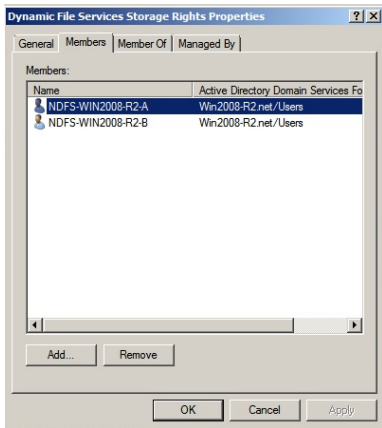 Dynamic File Services Storage Rights Properties
General Members Member Of Managed By
Members:
Name Active Directory Domain Services Fo
NDFS-WIN2008-R2-A Win2008-R2.net/Users
NDFS-WIN2008-R2-B Win2008-R2.net/Users
Add... Remove
OK Cancel Apply